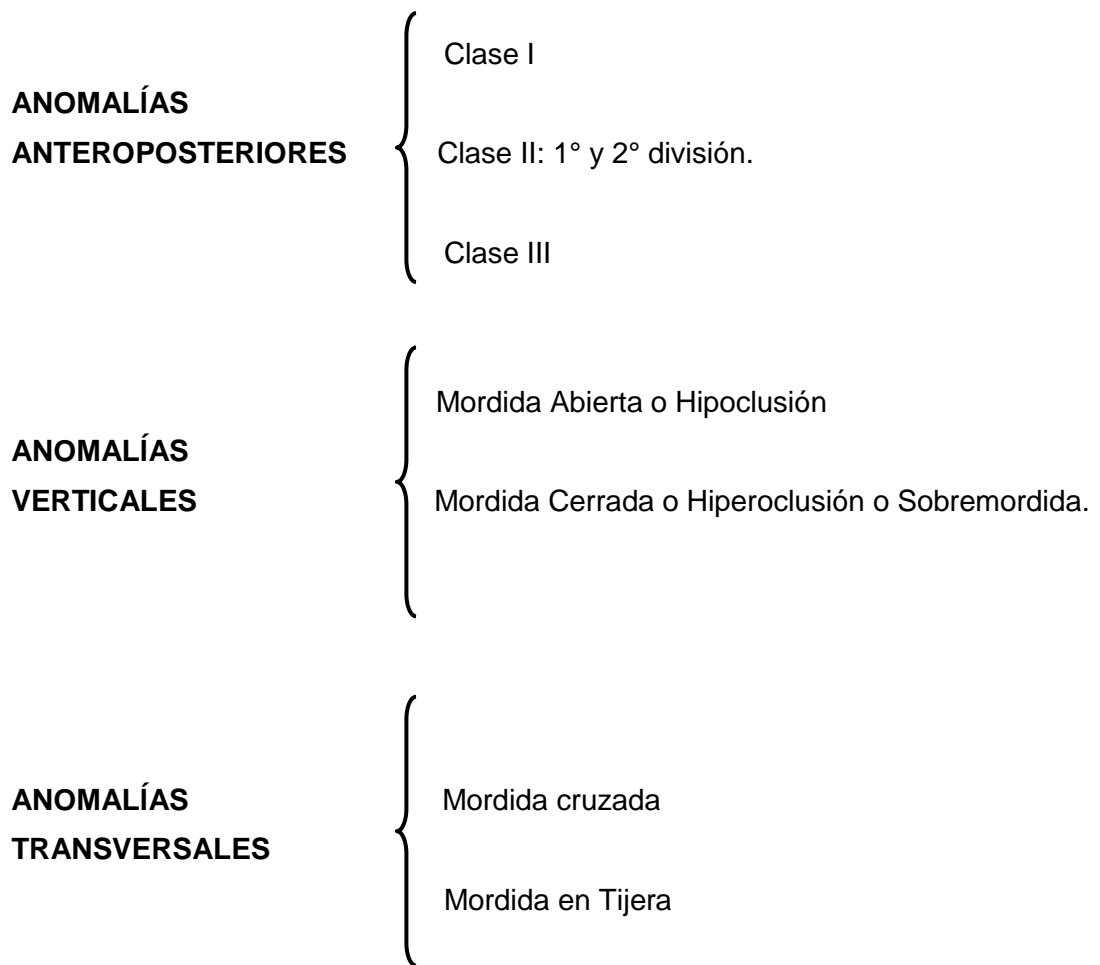 Clase I
ANOMALÍAS
ANTEROPOSTERIORES
Clase II: 1° y 2° división.
Clase III
Mordida Abierta o Hipoclusión
ANOMALÍAS
VERTICALES
Mordida Cerrada o Hiperoclusión o Sobremordida.
ANOMALÍAS
TRANSVERSALES
Mordida cruzada
Mordida en Tijera